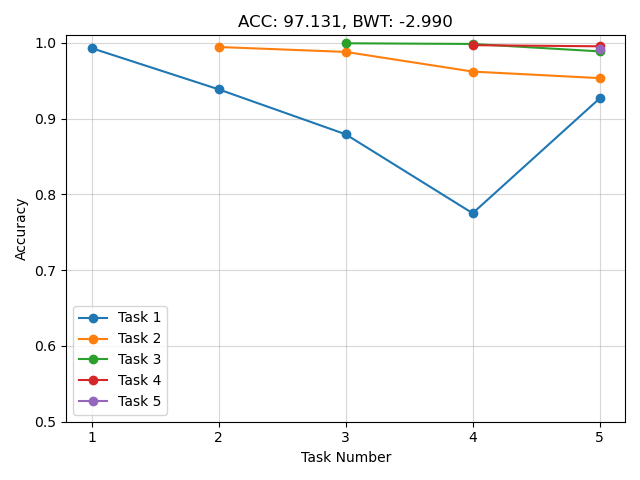 ACC: 97.131, BWT: -2.990
Accuracy
1.0
0.9
0.8
0.7
0.6
0.5
Task 1
Task 2
Task 3
Task 4
Task 5
1 2 3 4 5
Task Number